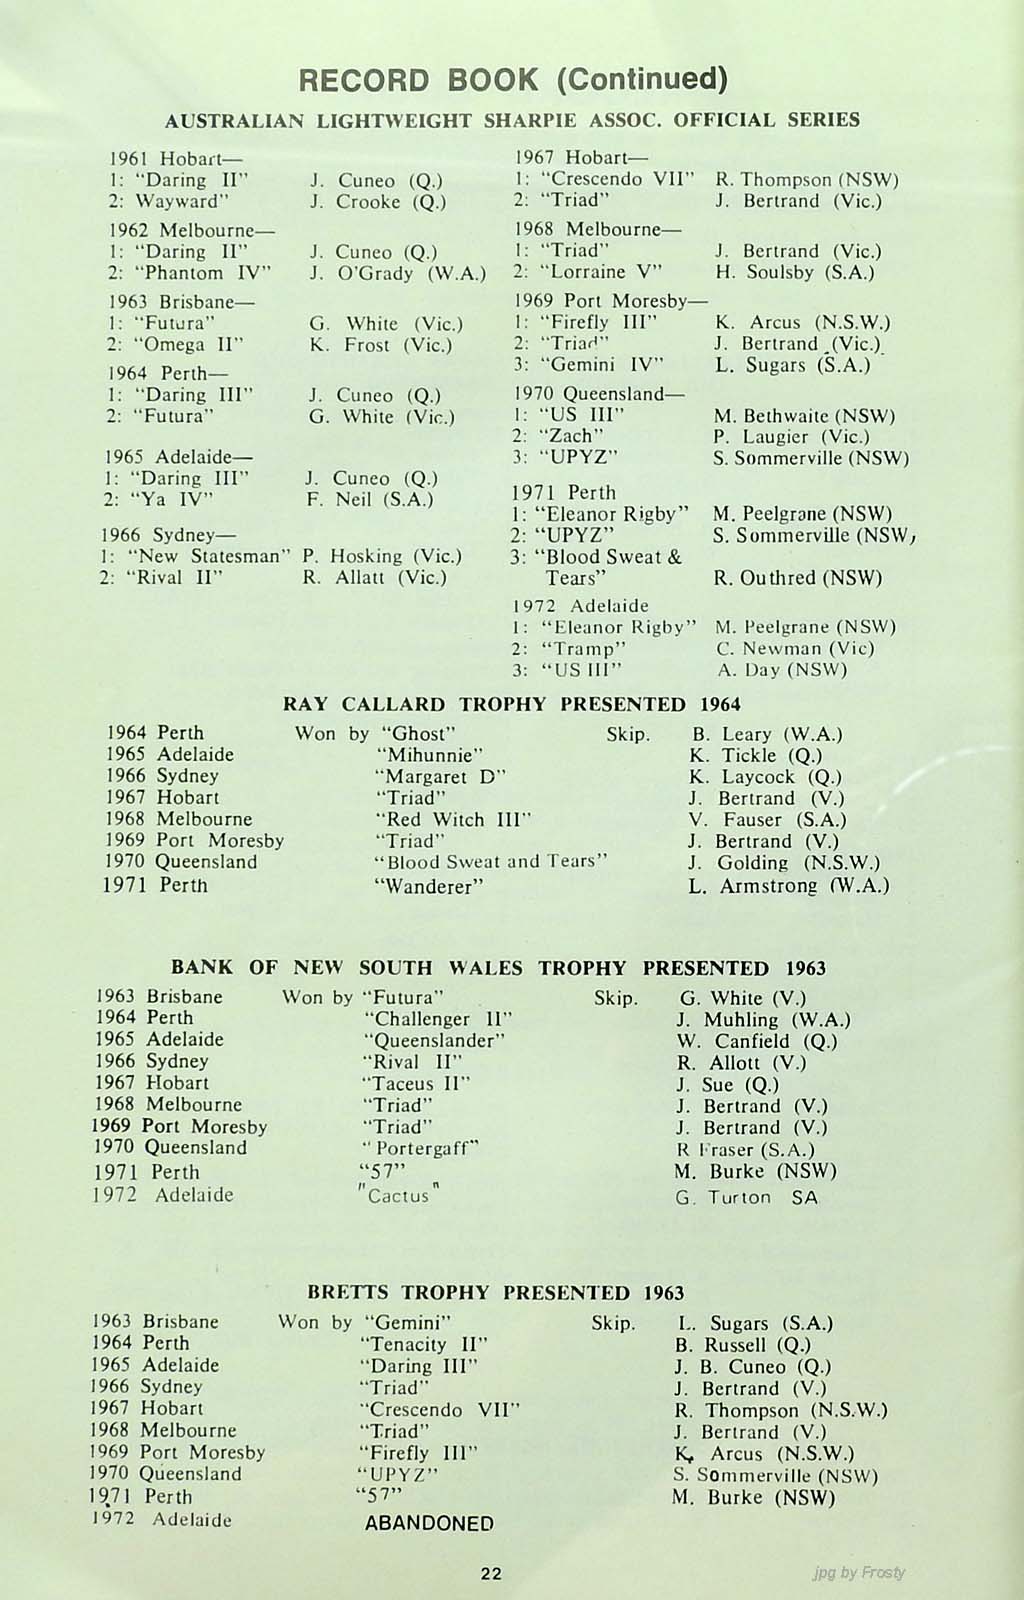 RECORD BOOK (Continued)
AUSTRALIAN LIGHTWEIGHT SHARPIE ASSOC. OFFICIAL SERIES
1961 Hobart—
1: "Daring II" J. Cuneo (Q.)
2: Wayward" J. Crooke (Q.)
1962 Melbourne—
1: "Daring II" J. Cuneo (Q.)
2: "Phantom IV" J. O'Grady (W.A.)
1963 Brisbane—
1: "Futura" G. White (Vic.)
2: "Omega II" K. Frost (Vic.)
1964 Perth—
1: "Daring III" J. Cuneo (Q.)
2: "Futura" G. White (Vic.)
1965 Adelaide—
1: "Daring III" J. Cuneo (Q.)
2: "Ya IV" F. Neil (S.A.)
1966 Sydney—
1: "New Statesman" P. Hosking (Vic.)
2: "Rival II" R. Allatt (Vic.)
1967 Hobart—
1: "Crescendo VII" R. Thompson (NSW)
2: "Triad" J. Bertrand (Vic.)
1968 Melbourne—
1: "Triad" J. Bertrand (Vic.)
2: "Lorraine V" H. Soulsby (S.A.)
1969 Port Moresby—
1: "Firefly III" K. Arcus (N.S.W.)
2: "Triad" J. Bertrand (Vic.)
3: "Gemini IV" L. Sugars (S.A.)
1970 Queensland—
1: "US III" M. Bethwaite (NSW)
2: "Zach" P. Laugier (Vic.)
3: "UPYZ" S. Sommerville (NSW)
1971 Perth
1: "Eleanor Rigby" M. Peelgrane (NSW)
2: "UPYZ" S. Sommerville (NSW,
3: "Blood Sweat &
Tears" R. Outhred (NSW)
1972 Adelaide
1: "Eleanor Rigby" M. Peelgrane (NSW)
2: "Tramp" C. Newman (Vic)
3: "US III" A. Day (NSW)
RAY CALLARD TROPHY PRESENTED 1964
1964 Perth Won by "Ghost" Skip. B. Leary (W.A.)
1965 Adelaide "Mihunnie" K. Tickle (Q.)
1966 Sydney "Margaret D" K. Laycock (Q.)
1967 Hobart "Triad" J. Bertrand (V.)
1968 Melbourne "Red Witch III" V. Fauser (S.A.)
1969 Port Moresby "Triad" J. Bertrand (V.)
1970 Queensland "Blood Sweat and Tears" J. Golding (N.S.W.)
1971 Perth "Wanderer" L. Armstrong (W.A.)
BANK OF NEW SOUTH WALES TROPHY PRESENTED 1963
1963 Brisbane Won by "Futura" Skip. G. White (V.)
1964 Perth "Challenger II" J. Muhling (W.A.)
1965 Adelaide "Queenslander" W. Canfield (Q.)
1966 Sydney "Rival II" R. Allott (V.)
1967 Hobart "Taceus II" J. Sue (Q.)
1968 Melbourne "Triad" J. Bertrand (V.)
1969 Port Moresby "Triad" J. Bertrand (V.)
1970 Queensland "Portergaff" R Fraser (S.A.)
1971 Perth "57" M. Burke (NSW)
1972 Adelaide "Cactus" G. Turton SA
BRETTS TROPHY PRESENTED 1963
1963 Brisbane Won by "Gemini" Skip. L. Sugars (S.A.)
1964 Perth "Tenacity II" B. Russell (Q.)
1965 Adelaide "Daring III" J. B. Cuneo (Q.)
1966 Sydney "Triad" J. Bertrand (V.)
1967 Hobart "Crescendo VII" R. Thompson (N.S.W.)
1968 Melbourne "Triad" J. Bertrand (V.)
1969 Port Moresby "Firefly III" K. Arcus (N.S.W.)
1970 Queensland "UPYZ" S. Sommerville (NSW)
1971 Perth "57" M. Burke (NSW)
1972 Adelaide ABANDONED
22
jpg by Frosty